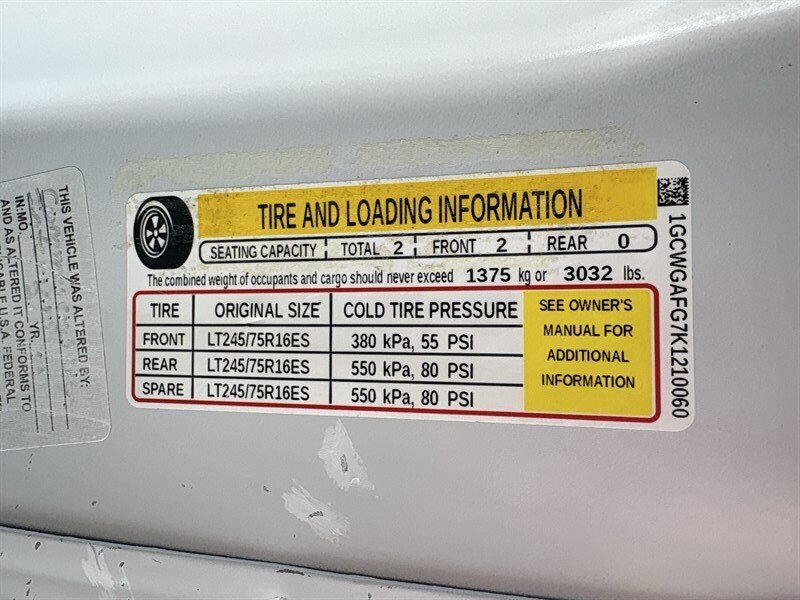 TIRE AND LOADING INFORMATION
SEATING CAPACITY TOTAL 2 FRONT 2 REAR 0
The combined weight of occupants and cargo should never exceed 1375 kg or 3032 lbs.
TIRE ORIGINAL SIZE COLD TIRE PRESSURE
FRONT LT245/75R16ES 380 kPa, 55 PSI
REAR LT245/75R16ES 550 kPa, 80 PSI
SPARE LT245/75R16ES 550 kPa, 80 PSI
SEE OWNER'S
MANUAL FOR
ADDITIONAL
INFORMATION
1GCWGAFG7K1210060
THIS VEHICLE WAS ALTERED BY:
IN:MO. YR.
AND AS ALTERED IT CONFORMS TO
U.S.A. FEDERAL